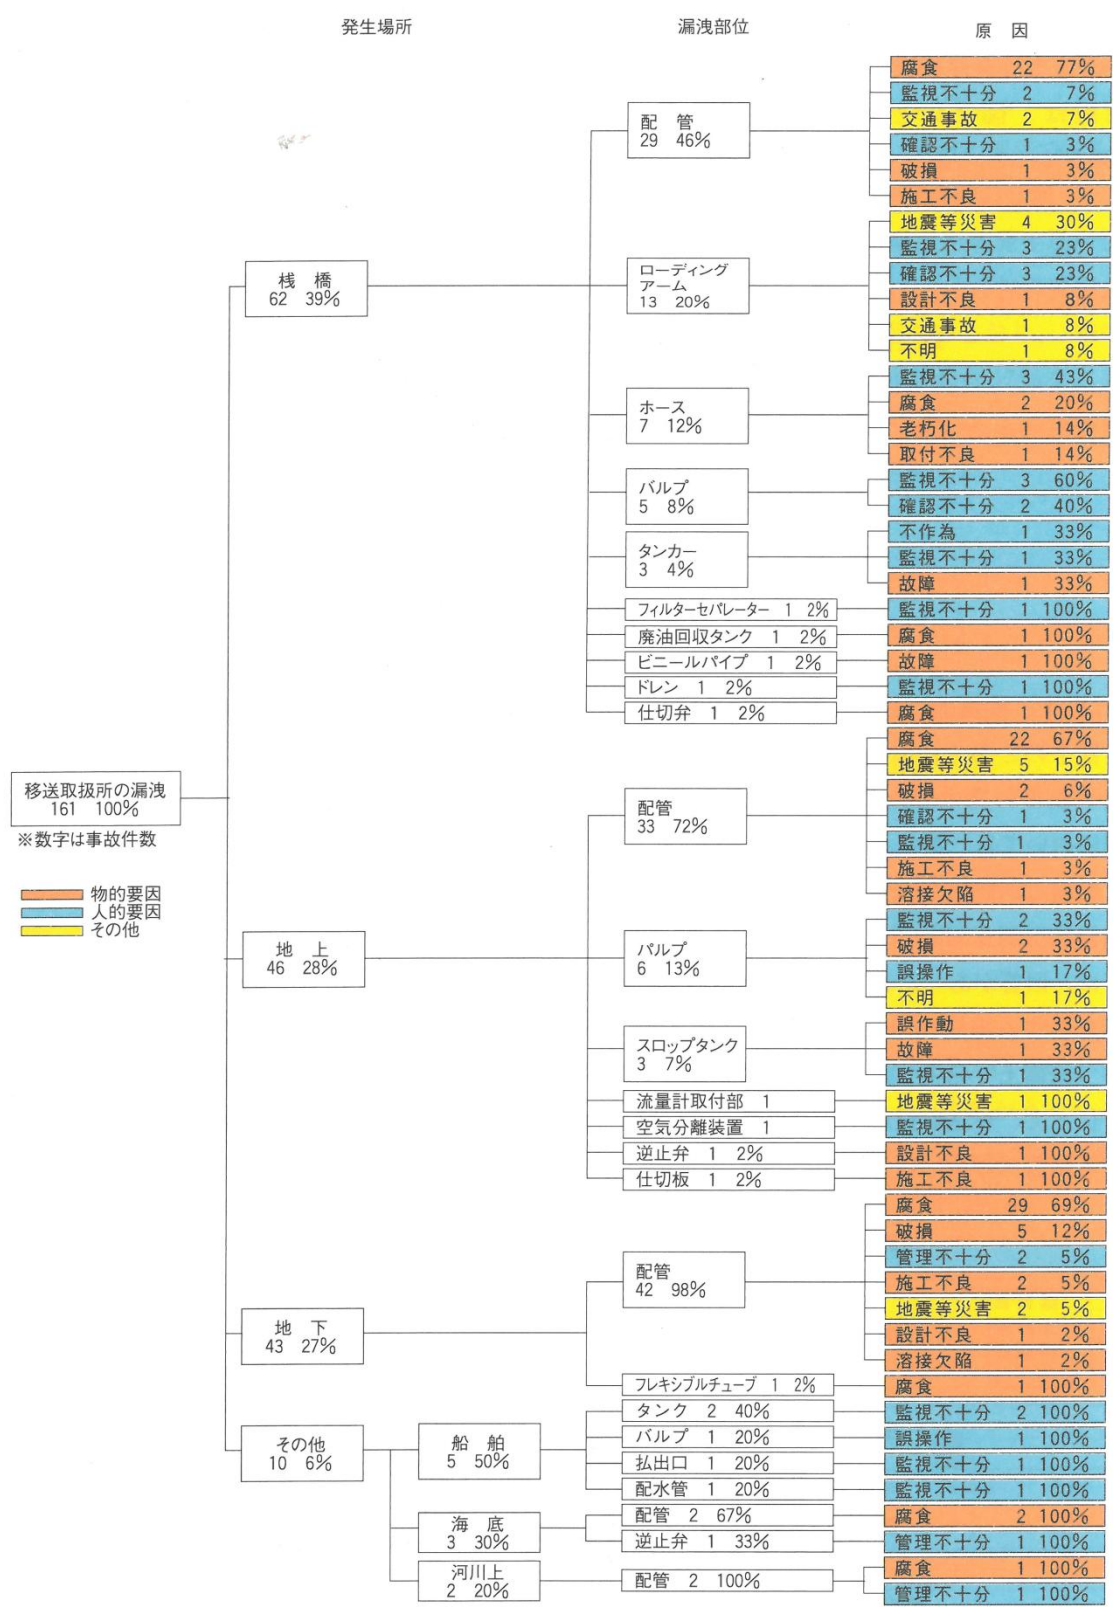 発生場所
漏洩部位
原 因
移送取扱所の漏洩
161 100%
※数字は事故件数
物的要因
人的要因
その他
桟 橋
62 39%
配 管
29 46%
腐食 22 77%
監視不十分 2 7%
交通事故 2 7%
確認不十分 1 3%
破損 1 3%
施工不良 1 3%
ローディング
アーム
13 20%
地震等災害 4 30%
監視不十分 3 23%
確認不十分 3 23%
設計不良 1 8%
交通事故 1 8%
不明 1 8%
ホース
7 12%
監視不十分 3 43%
腐食 2 20%
老朽化 1 14%
取付不良 1 14%
バルブ
5 8%
監視不十分 3 60%
確認不十分 2 40%
タンカー
3 4%
不作為 1 33%
監視不十分 1 33%
故障 1 33%
フィルターセパレーター 1 2%
監視不十分 1 100%
廃油回収タンク 1 2%
腐食 1 100%
ビニールパイプ 1 2%
故障 1 100%
ドレン 1 2%
監視不十分 1 100%
仕切弁 1 2%
腐食 1 100%
地 上
46 28%
配管
33 72%
腐食 22 67%
地震等災害 5 15%
破損 2 6%
確認不十分 1 3%
監視不十分 1 3%
施工不良 1 3%
溶接欠陥 1 3%
バルブ
6 13%
監視不十分 2 33%
破損 2 33%
誤操作 1 17%
不明 1 17%
スロップタンク
3 7%
誤作動 1 33%
故障 1 33%
監視不十分 1 33%
流量計取付部 1
地震等災害 1 100%
空気分離装置 1
監視不十分 1 100%
逆止弁 1 2%
設計不良 1 100%
仕切板 1 2%
施工不良 1 100%
地 下
43 27%
配管
42 98%
腐食 29 69%
破損 5 12%
管理不十分 2 5%
施工不良 2 5%
地震等災害 2 5%
設計不良 1 2%
溶接欠陥 1 2%
フレキシブルチューブ 1 2%
腐食 1 100%
その他
10 6%
船 舶
5 50%
タンク 2 40%
監視不十分 2 100%
バルブ 1 20%
誤操作 1 100%
払出口 1 20%
監視不十分 1 100%
配水管 1 20%
監視不十分 1 100%
海 底
3 30%
配管 2 67%
腐食 2 100%
逆止弁 1 33%
管理不十分 1 100%
河川上
2 20%
配管 2 100%
腐食 1 100%
管理不十分 1 100%